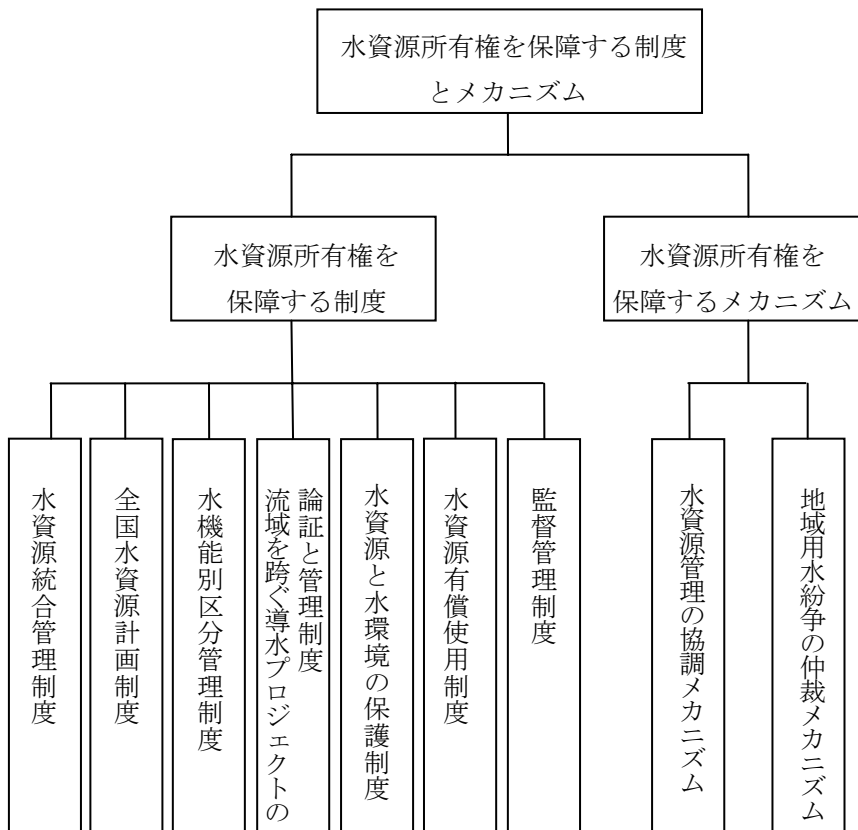 水資源所有権を保障する制度
とメカニズム
水資源所有権を
保障する制度
水資源所有権を
保障するメカニズム
水資源統合管理制度
全国水資源計画制度
水機能別区分管理制度
流域を跨ぐ導水プロジェクトの
論証と管理制度
水資源と水環境の保護制度
水資源有償使用制度
監督管理制度
水資源管理の協調メカニズム
地域用水紛争の仲裁メカニズム